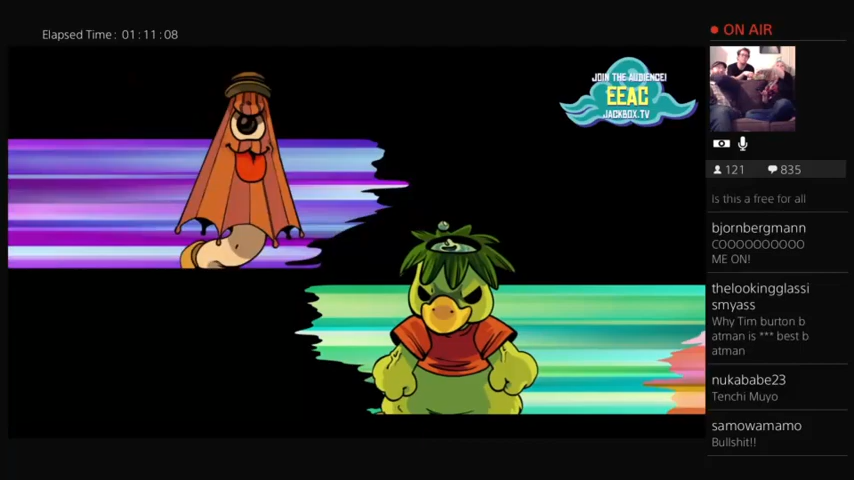 Elapsed Time: 01:11:08
ON AIR
JOIN THE AUDIENCE!
EEAC
JACKBOX.TV
121 835
Is this a free for all
bjornbergmann
COOOOOOOOOO
ME ON!
thelookingglassi
smyass
Why Tim burton b
atman is *** best b
atman
nukababe23
Tenchi Muyo
samowamamo
Bullshit!!